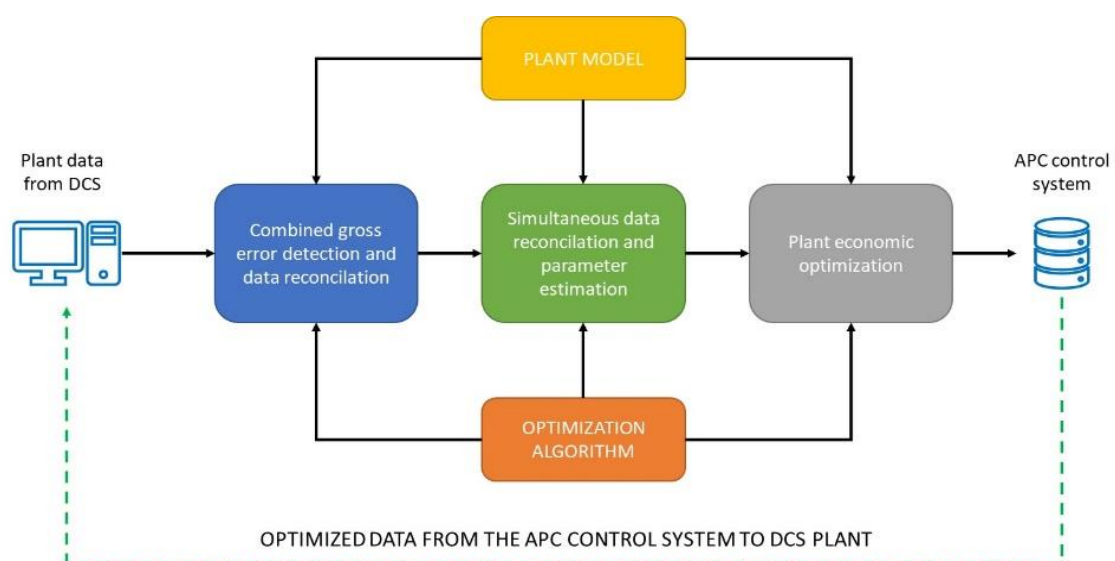 PLANT MODEL
Plant data
from DCS
APC control
system
Combined gross
error detection and
data reconcilation
Simultaneous data
reconcilation and
parameter
estimation
Plant economic
optimization
OPTIMIZATION
ALGORITHM
OPTIMIZED DATA FROM THE APC CONTROL SYSTEM TO DCS PLANT